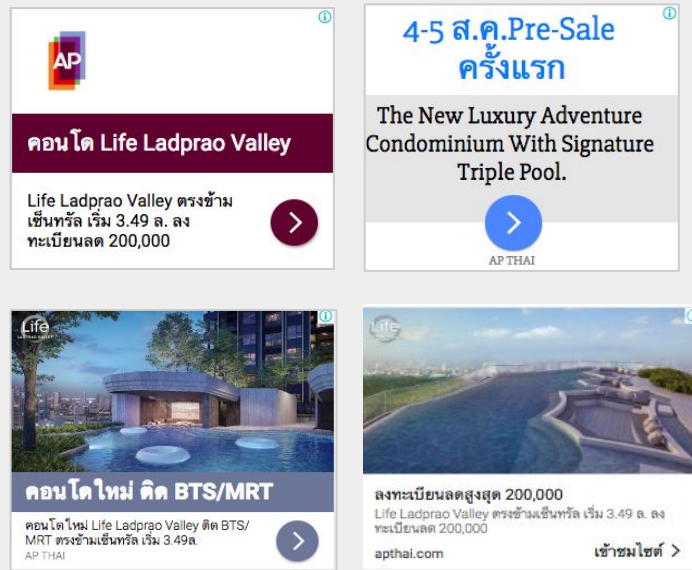 AP
คอนโด Life Ladprao Valley
Life Ladprao Valley ตรงข้าม
เซ็นทรัล เริ่ม 3.49 ล. ลง
ทะเบียนลด 200,000
4-5 ส.ค.Pre-Sale
ครั้งแรก
The New Luxury Adventure
Condominium With Signature
Triple Pool.
AP THAI
Life
LADPRAO VALLEY
คอนโดใหม่ ติด BTS/MRT
คอนโดใหม่ Life Ladprao Valley ติด BTS/
MRT ตรงข้ามเซ็นทรัล เริ่ม 3.49ล.
AP THAI
Life
ลงทะเบียนลดสูงสุด 200,000
Life Ladprao Valley ตรงข้ามเซ็นทรัล เริ่ม 3.49 ล. ลง
ทะเบียนลด 200,000
apthai.com
เข้าชมไซต์